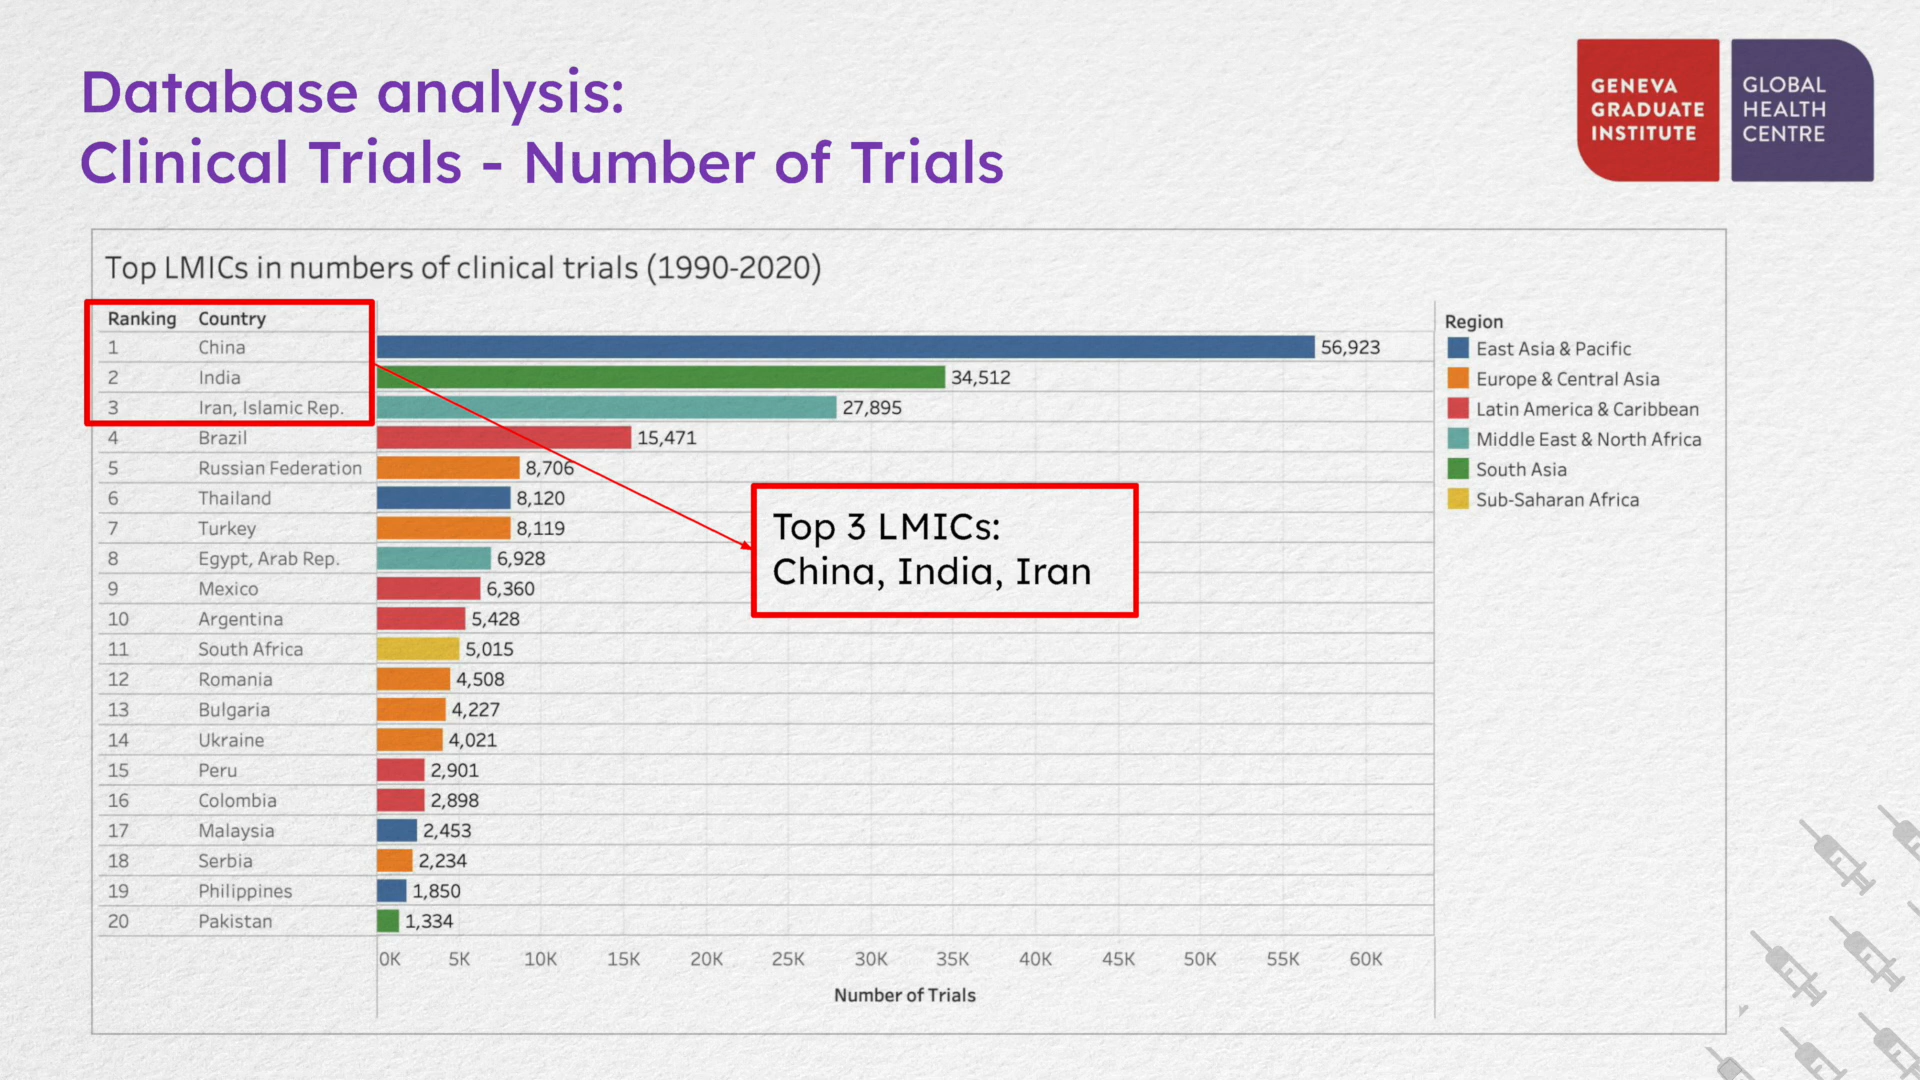 Database analysis:
Clinical Trials - Number of Trials
GENEVA
GRADUATE
INSTITUTE
GLOBAL
HEALTH
CENTRE
Top LMICs in numbers of clinical trials (1990-2020)
Ranking Country
1 China 56,923
2 India 34,512
3 Iran, Islamic Rep. 27,895
4 Brazil 15,471
5 Russian Federation 8,706
6 Thailand 8,120
7 Turkey 8,119
8 Egypt, Arab Rep. 6,928
9 Mexico 6,360
10 Argentina 5,428
11 South Africa 5,015
12 Romania 4,508
13 Bulgaria 4,227
14 Ukraine 4,021
15 Peru 2,901
16 Colombia 2,898
17 Malaysia 2,453
18 Serbia 2,234
19 Philippines 1,850
20 Pakistan 1,334
0K 5K 10K 15K 20K 25K 30K 35K 40K 45K 50K 55K 60K
Number of Trials
Top 3 LMICs:
China, India, Iran
Region
East Asia & Pacific
Europe & Central Asia
Latin America & Caribbean
Middle East & North Africa
South Asia
Sub-Saharan Africa